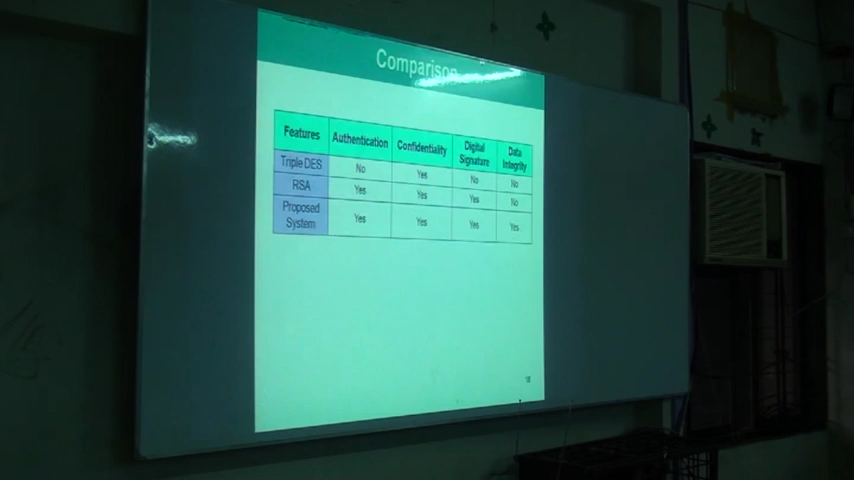 Comparison
Features Authentication Confidentiality Digital Signature Data Integrity
Triple DES No Yes No No
RSA Yes Yes Yes No
Proposed System Yes Yes Yes Yes